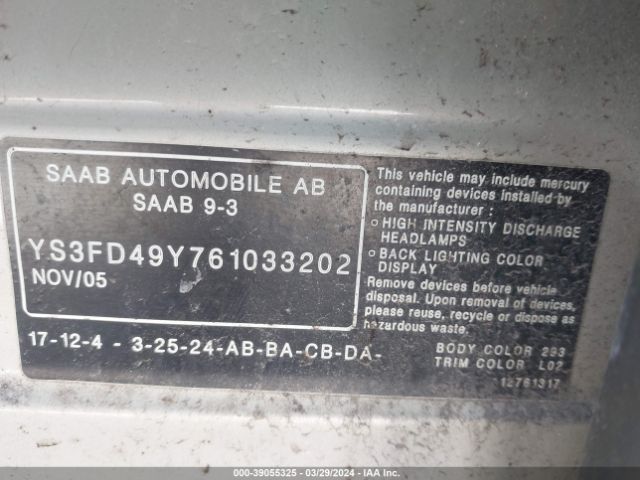 SAAB AUTOMOBILE AB
SAAB 9-3
YS3FD49Y761033202
NOV/05
17-12-4 - 3-25-24-AB-BA-CB-DA-
This vehicle may include mercury
containing devices installed by
the manufacturer :
○ HIGH INTENSITY DISCHARGE
HEADLAMPS
○ BACK LIGHTING COLOR
DISPLAY
Remove devices before vehicle
disposal. Upon removal of devices,
please reuse, recycle or dispose as
hazardous waste.
BODY COLOR 293
TRIM COLOR L02
12761317
000-39055325 | 03/29/2024 | IAA Inc.